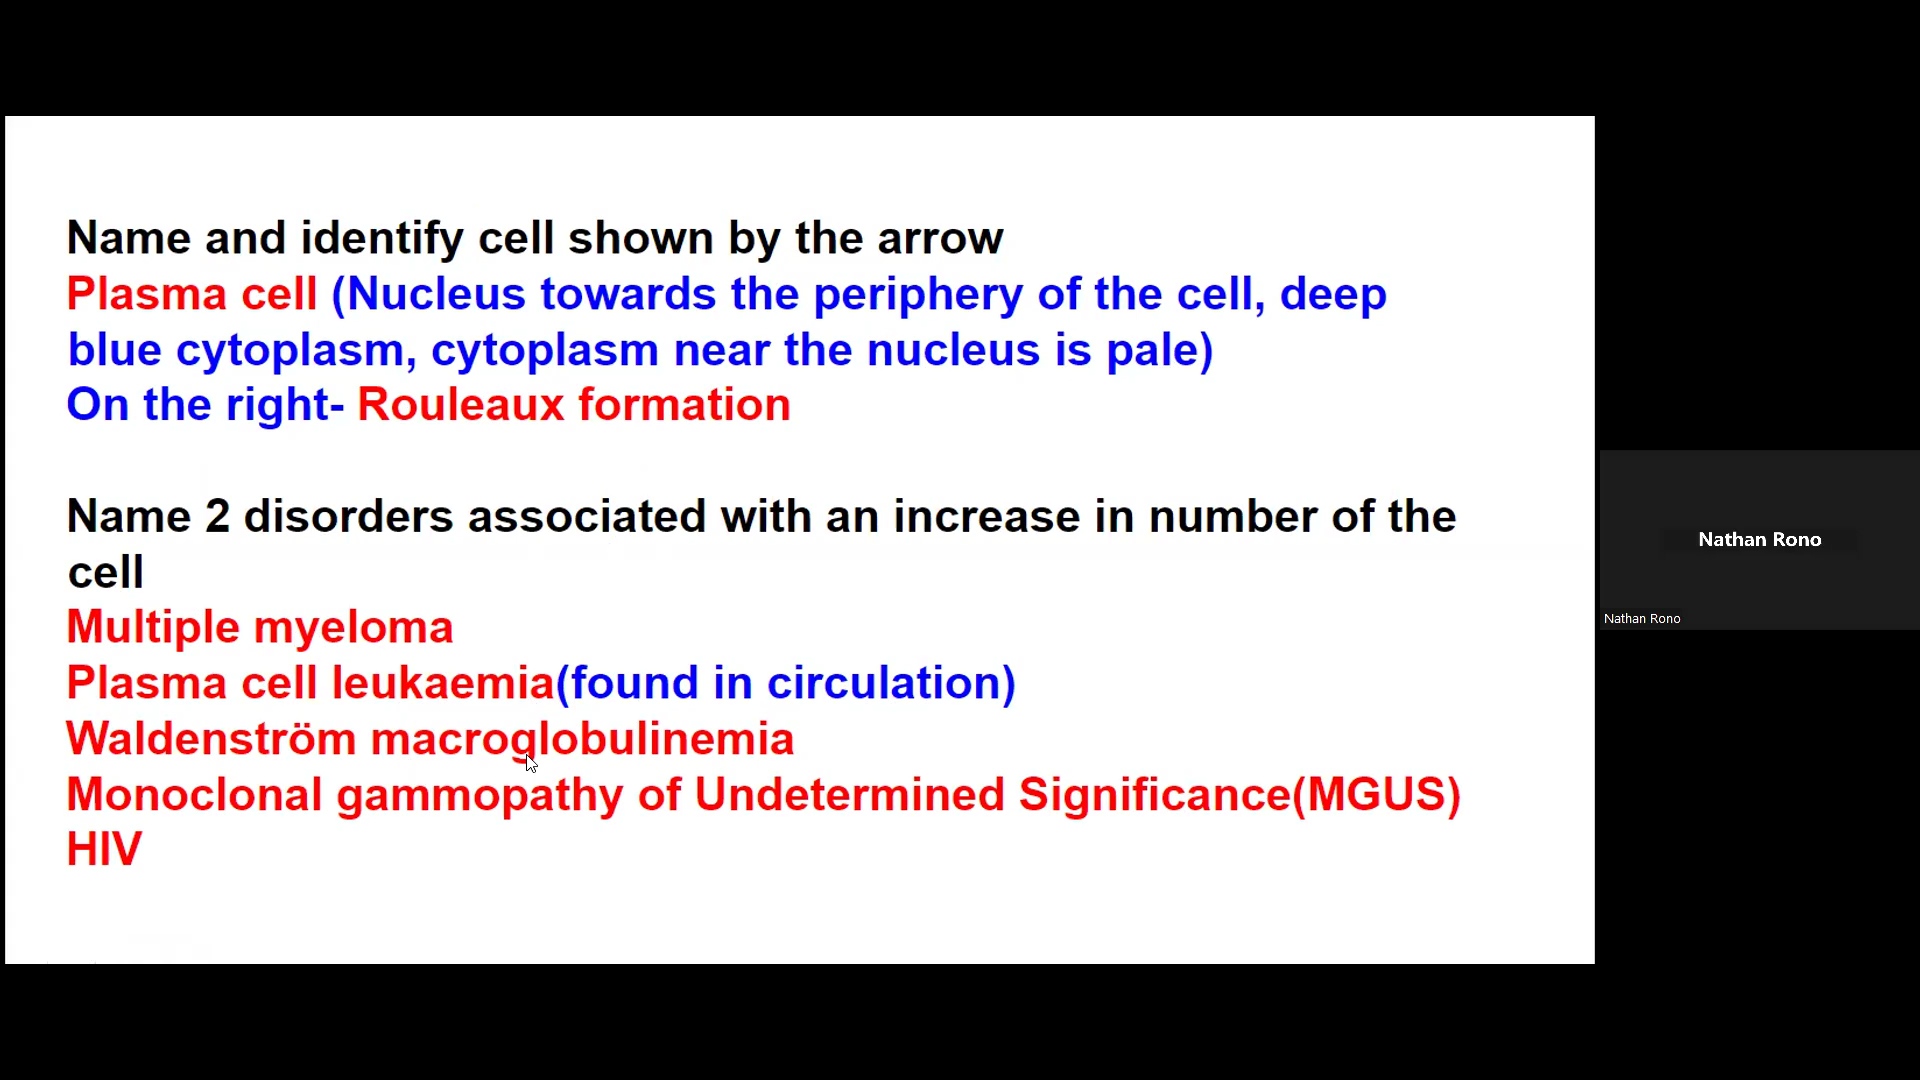 Name and identify cell shown by the arrow
Plasma cell (Nucleus towards the periphery of the cell, deep
blue cytoplasm, cytoplasm near the nucleus is pale)
On the right- Rouleaux formation
Name 2 disorders associated with an increase in number of the
cell
Multiple myeloma
Plasma cell leukaemia(found in circulation)
Waldenström macroglobulinemia
Monoclonal gammopathy of Undetermined Significance(MGUS)
HIV
Nathan Rono
Nathan Rono